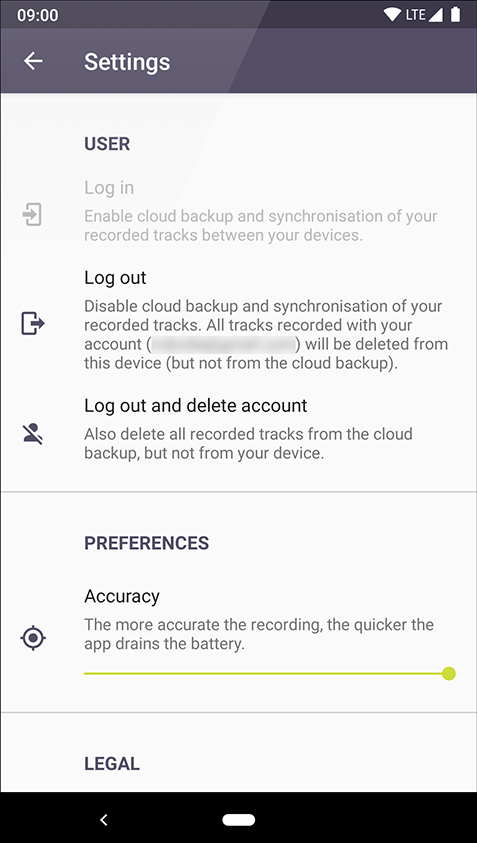 09:00
LTE
Settings
USER
Log in
Enable cloud backup and synchronisation of your
recorded tracks between your devices.
Log out
Disable cloud backup and synchronisation of your
recorded tracks. All tracks recorded with your
account () will be deleted from
this device (but not from the cloud backup).
Log out and delete account
Also delete all recorded tracks from the cloud
backup, but not from your device.
PREFERENCES
Accuracy
The more accurate the recording, the quicker the
app drains the battery.
LEGAL